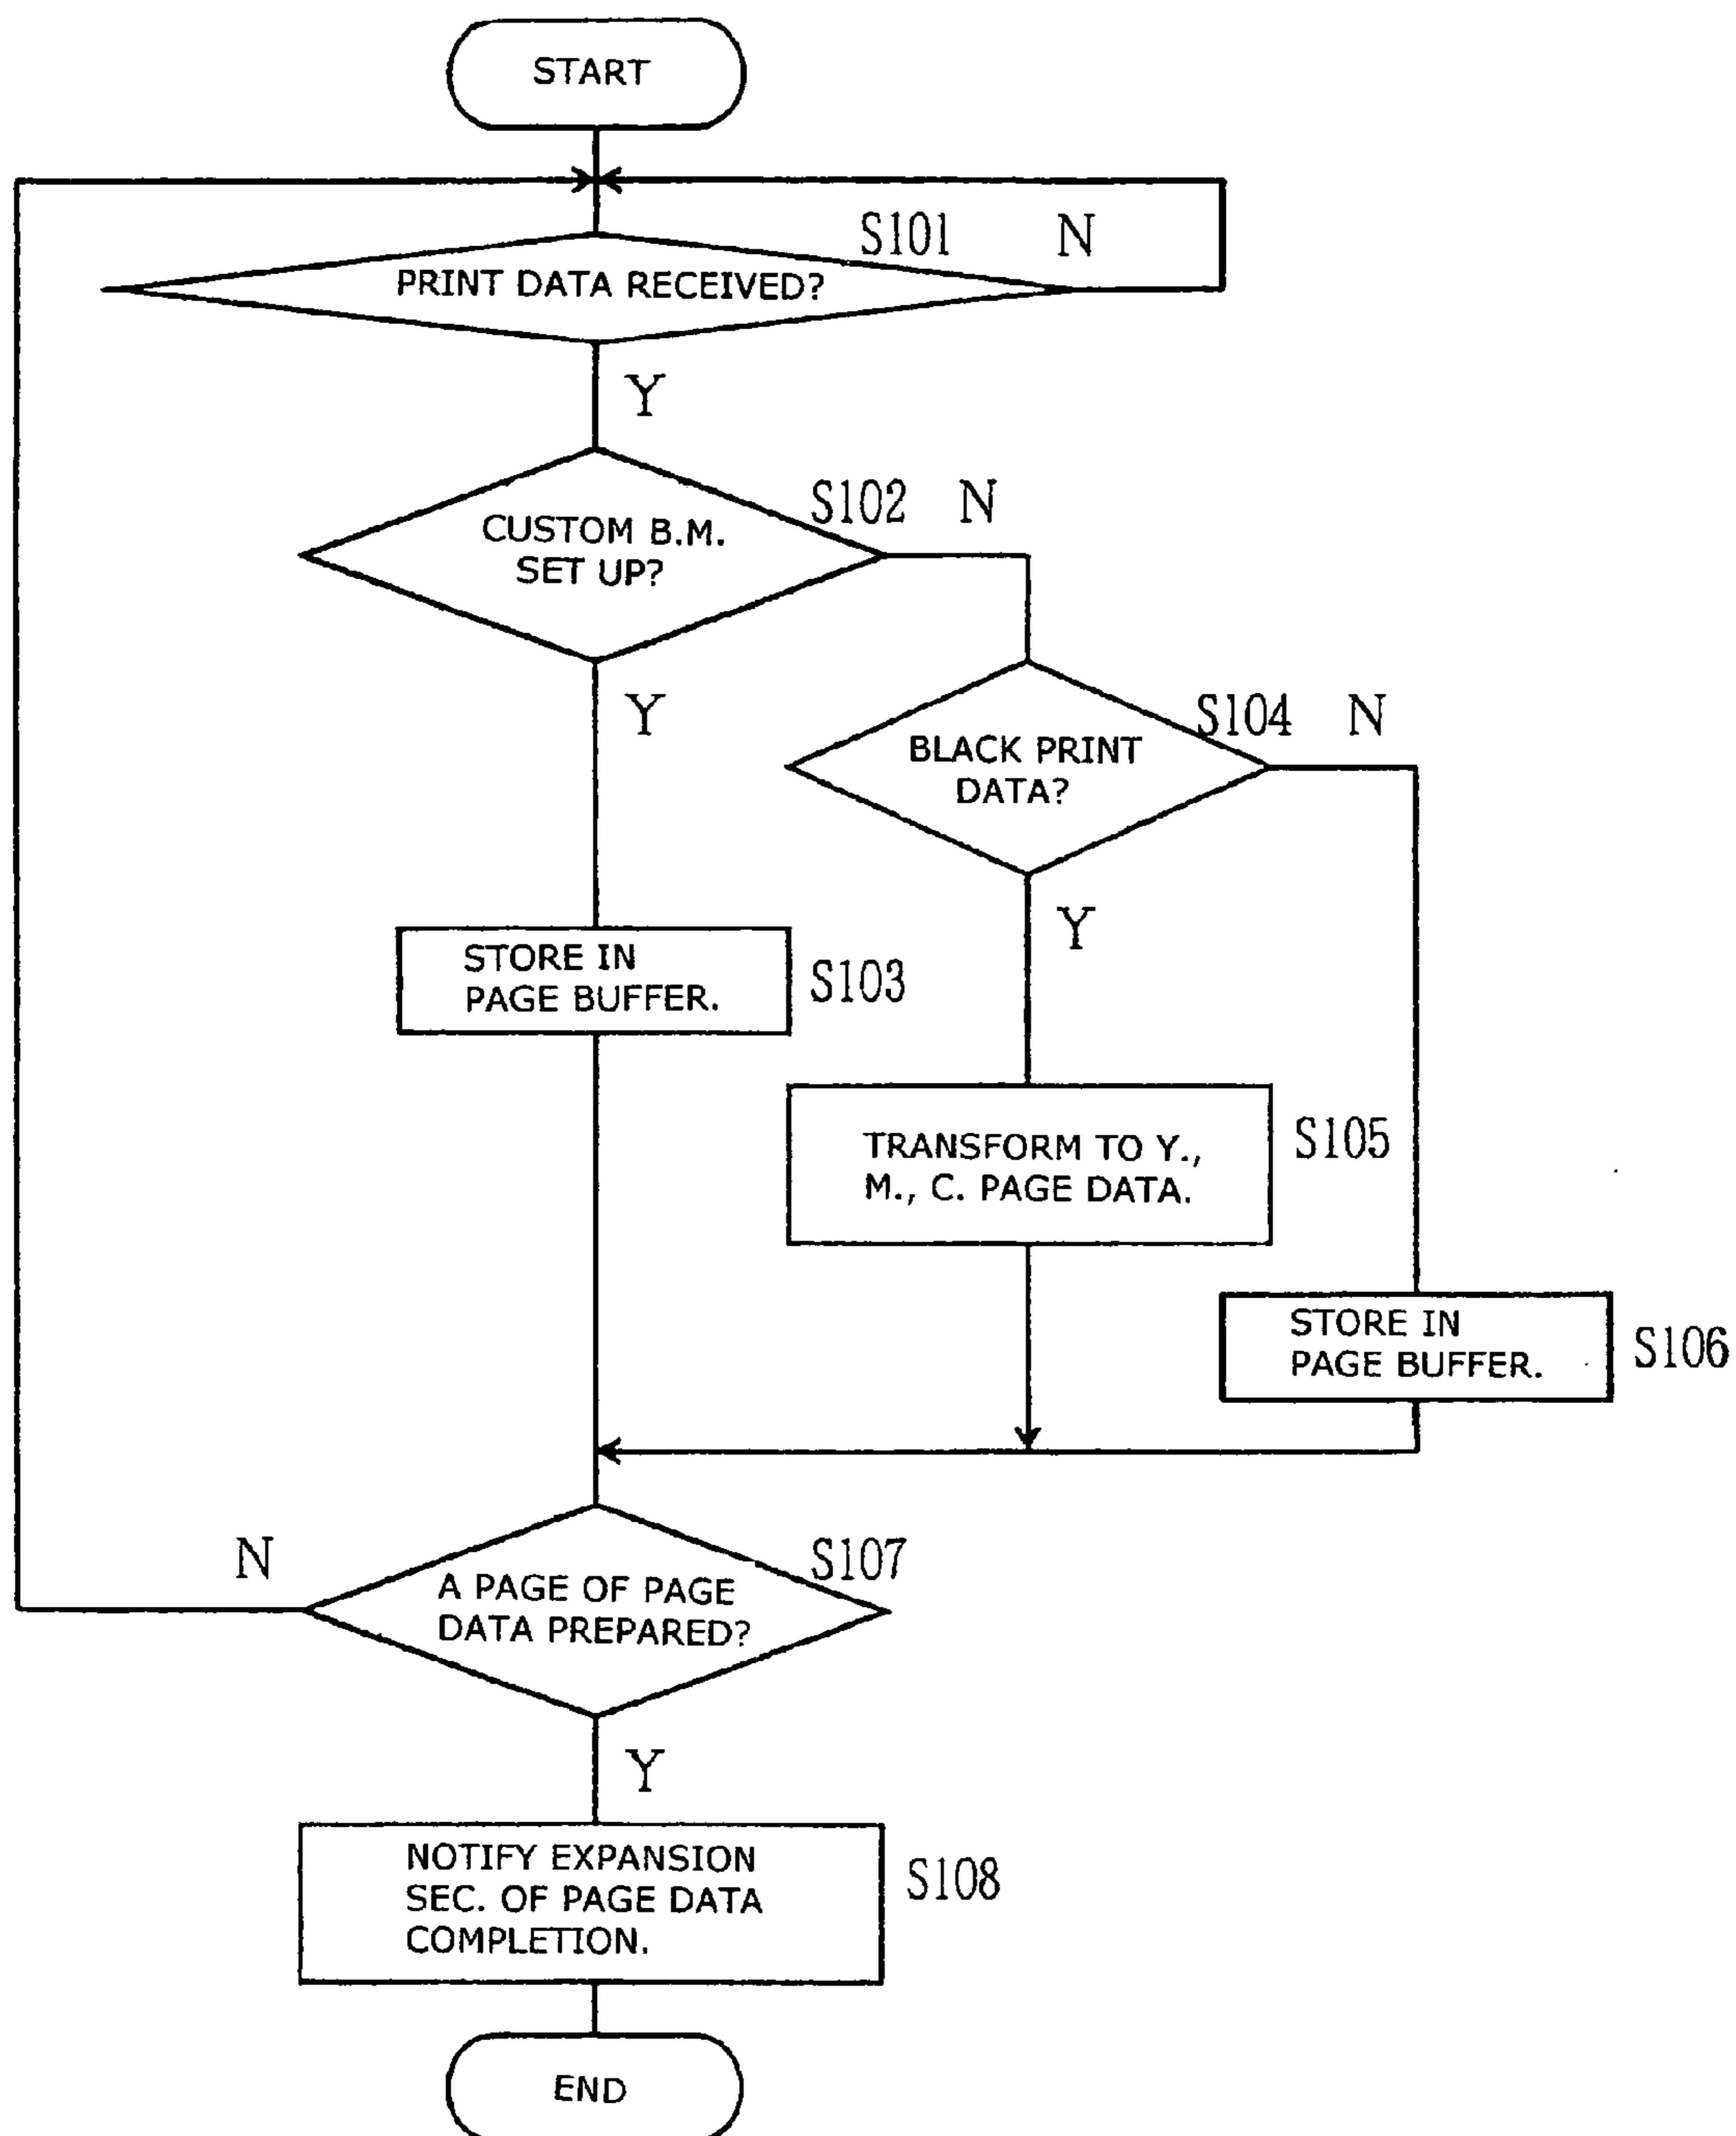 START
S101
N
PRINT DATA RECEIVED?
Y
S102
N
CUSTOM B.M.
SET UP?
Y
S104
N
BLACK PRINT
DATA?
Y
STORE IN
PAGE BUFFER.
S103
TRANSFORM TO Y.,
M., C. PAGE DATA.
S105
STORE IN
PAGE BUFFER.
S106
N
S107
A PAGE OF PAGE
DATA PREPARED?
Y
NOTIFY EXPANSION
SEC. OF PAGE DATA
COMPLETION.
S108
END